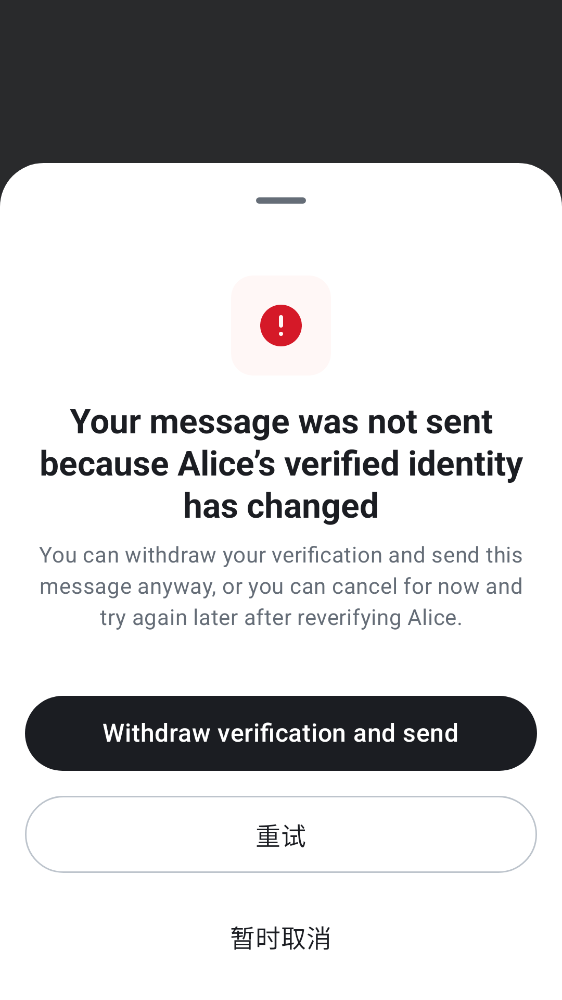 Your message was not sent
because Alice’s verified identity
has changed
You can withdraw your verification and send this
message anyway, or you can cancel for now and
try again later after reverifying Alice.
Withdraw verification and send
重试
暂时取消